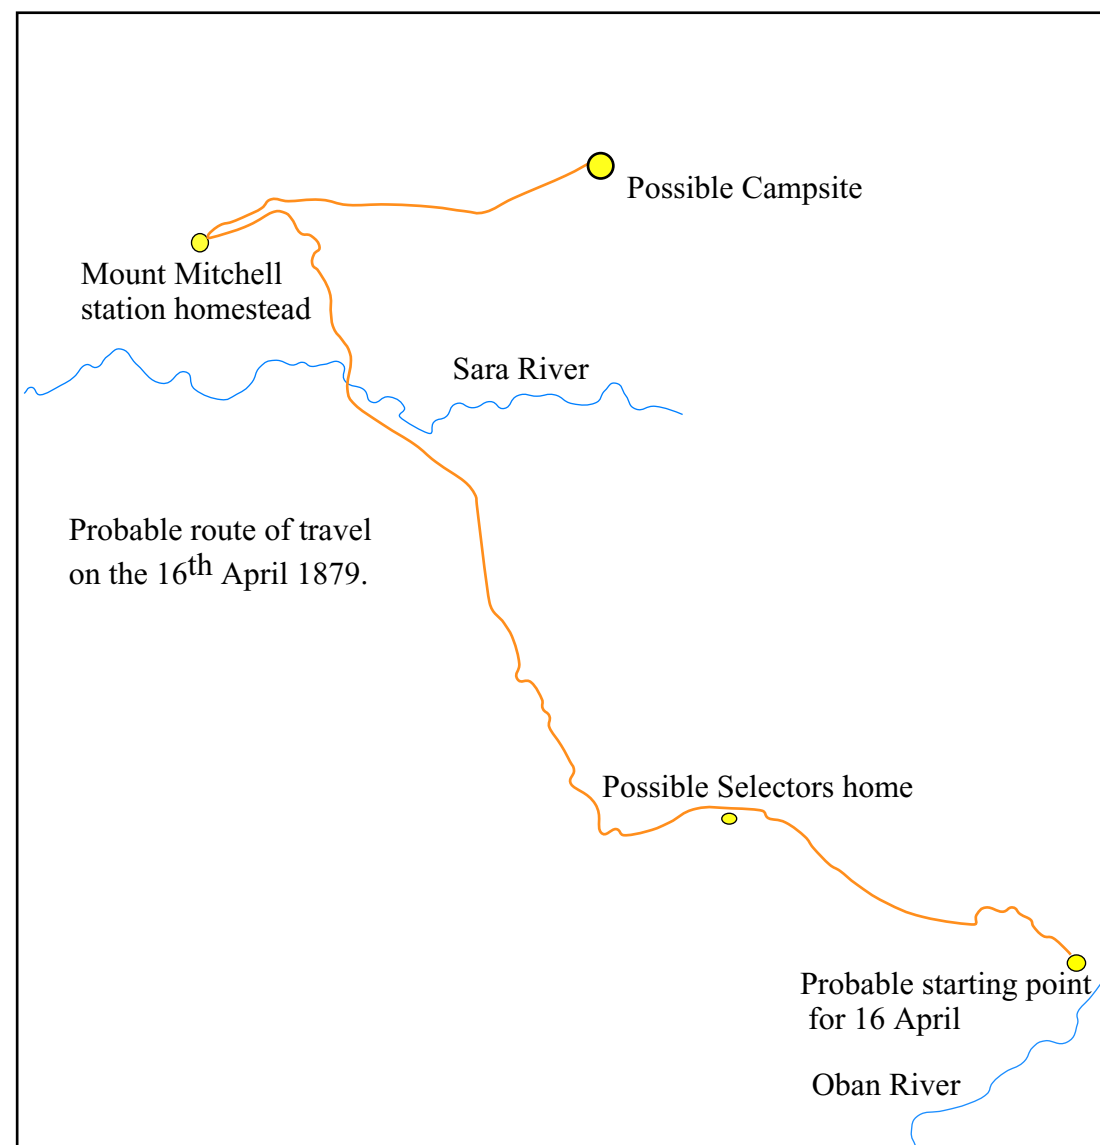 Possible Campsite
Mount Mitchell
station homestead
Sara River
Probable route of travel
on the 16th April 1879.
Possible Selectors home
Probable starting point
for 16 April
Oban River